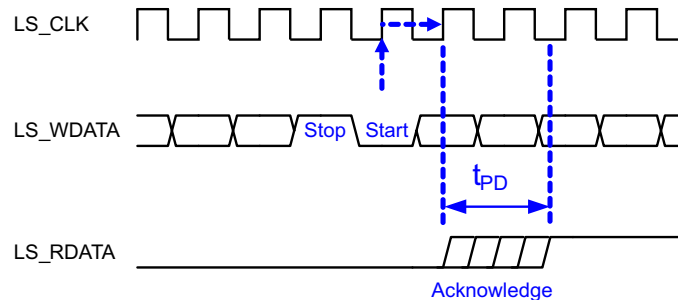 LS_CLK
LS_WDATA
Stop
Start
tPD
LS_RDATA
Acknowledge